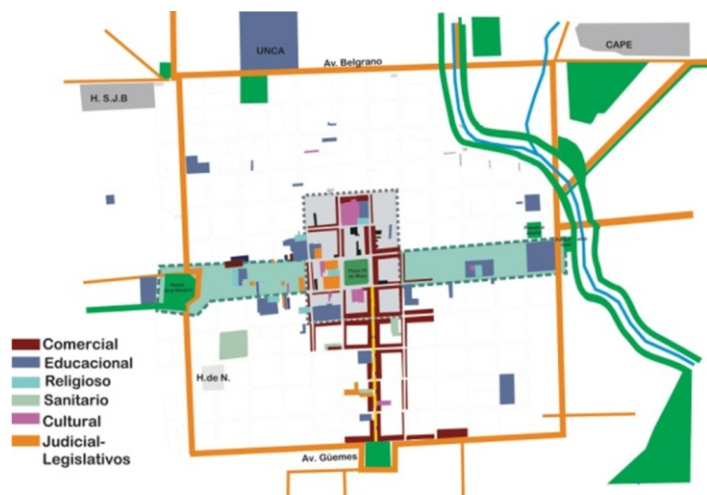 UNCA
CAPE
Av. Belgrano
H. S.J.B
Plaza 25
de Mayo
H.de N.
Comercial
Educacional
Religioso
Sanitario
Cultural
Judicial-
Legislativos
Av. Güemes